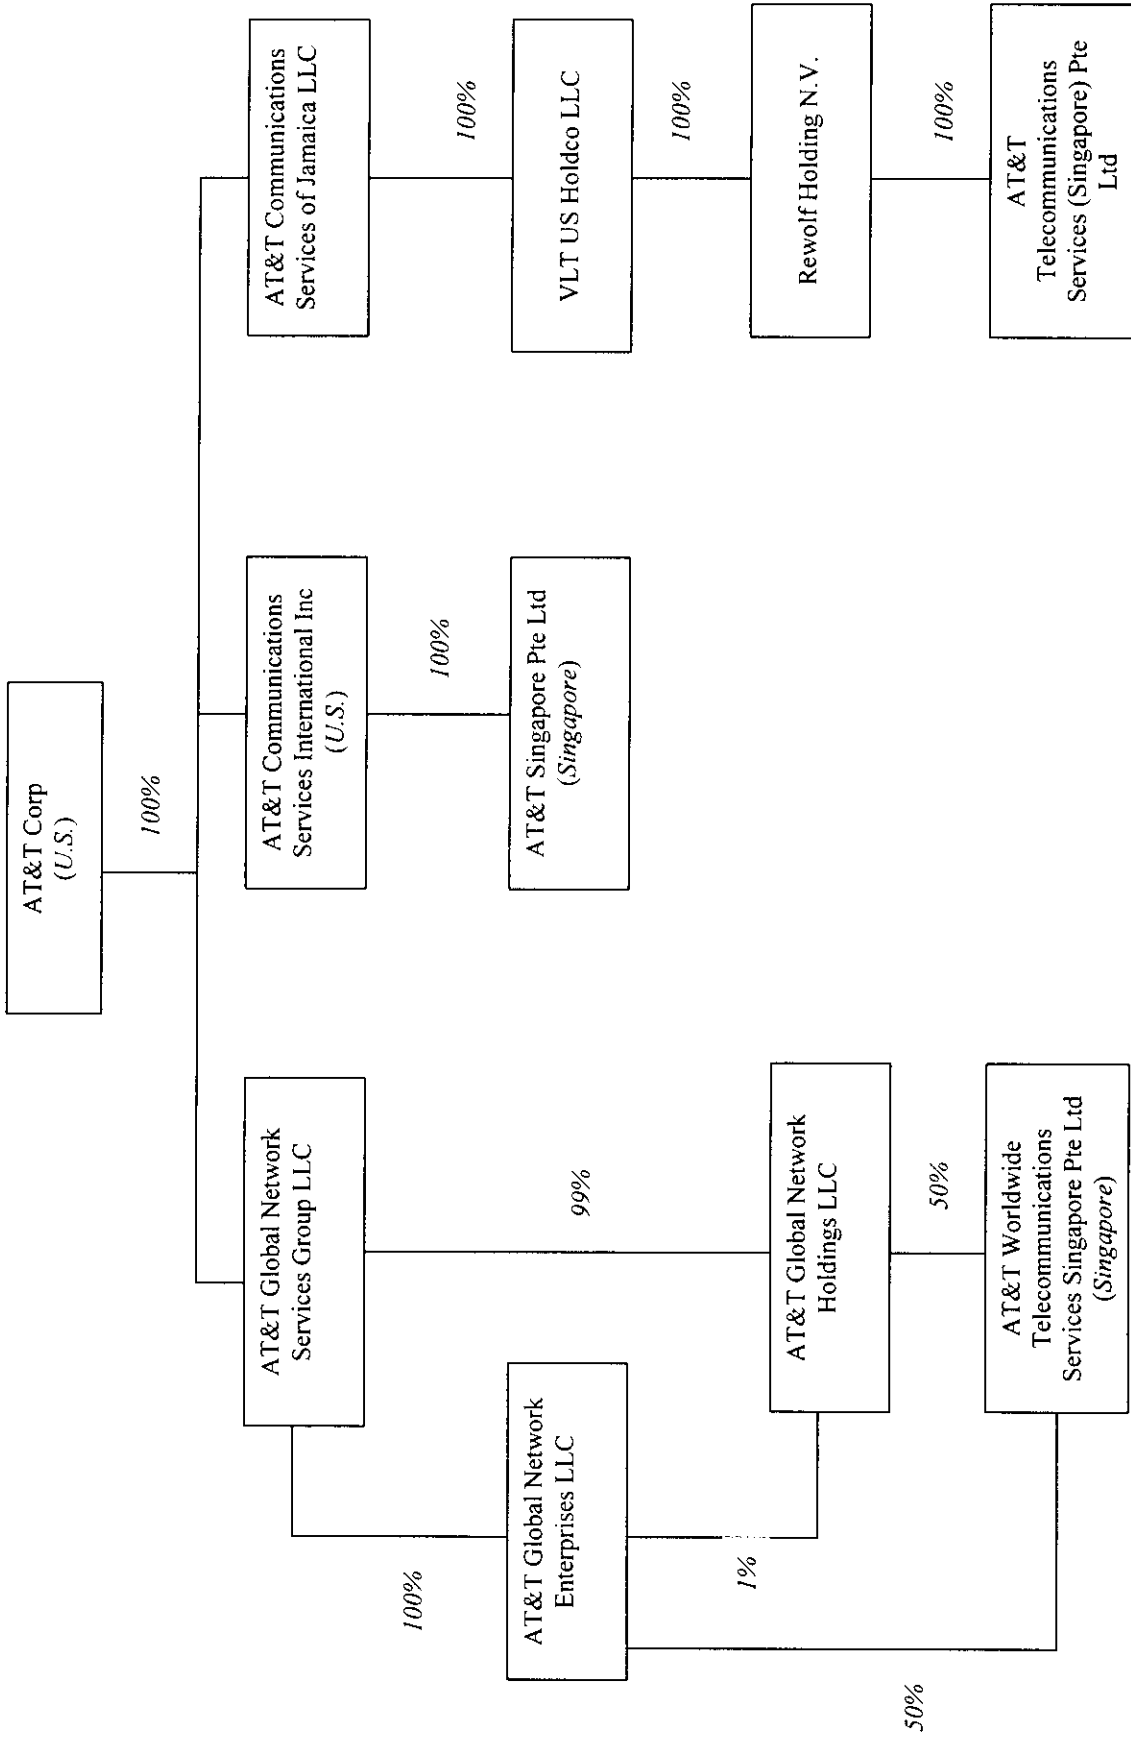 AT&T Corp
(U.S.)
100%
AT&T Global Network
Services Group LLC
AT&T Communications
Services International Inc
(U.S.)
AT&T Communications
Services of Jamaica LLC
100%
99%
100%
100%
AT&T Global Network
Enterprises LLC
AT&T Singapore Pte Ltd
(Singapore)
VLT US Holdco LLC
1%
100%
AT&T Global Network
Holdings LLC
Rewolf Holding N.V.
50%
50%
100%
AT&T Worldwide
Telecommunications
Services Singapore Pte Ltd
(Singapore)
AT&T
Telecommunications
Services (Singapore) Pte
Ltd